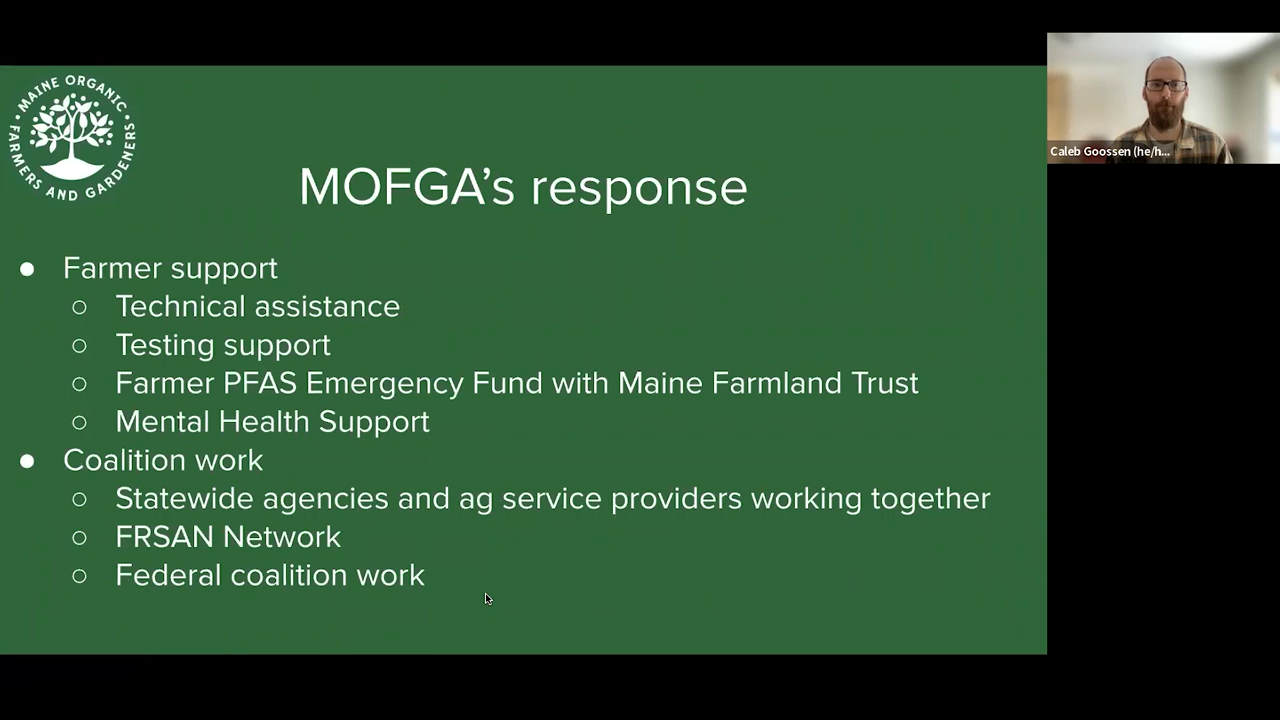 MAINE ORGANIC
FARMERS AND GARDENERS
MOFGA’s response
● Farmer support
○ Technical assistance
○ Testing support
○ Farmer PFAS Emergency Fund with Maine Farmland Trust
○ Mental Health Support
● Coalition work
○ Statewide agencies and ag service providers working together
○ FRSAN Network
○ Federal coalition work
Caleb Goossen (he/h...